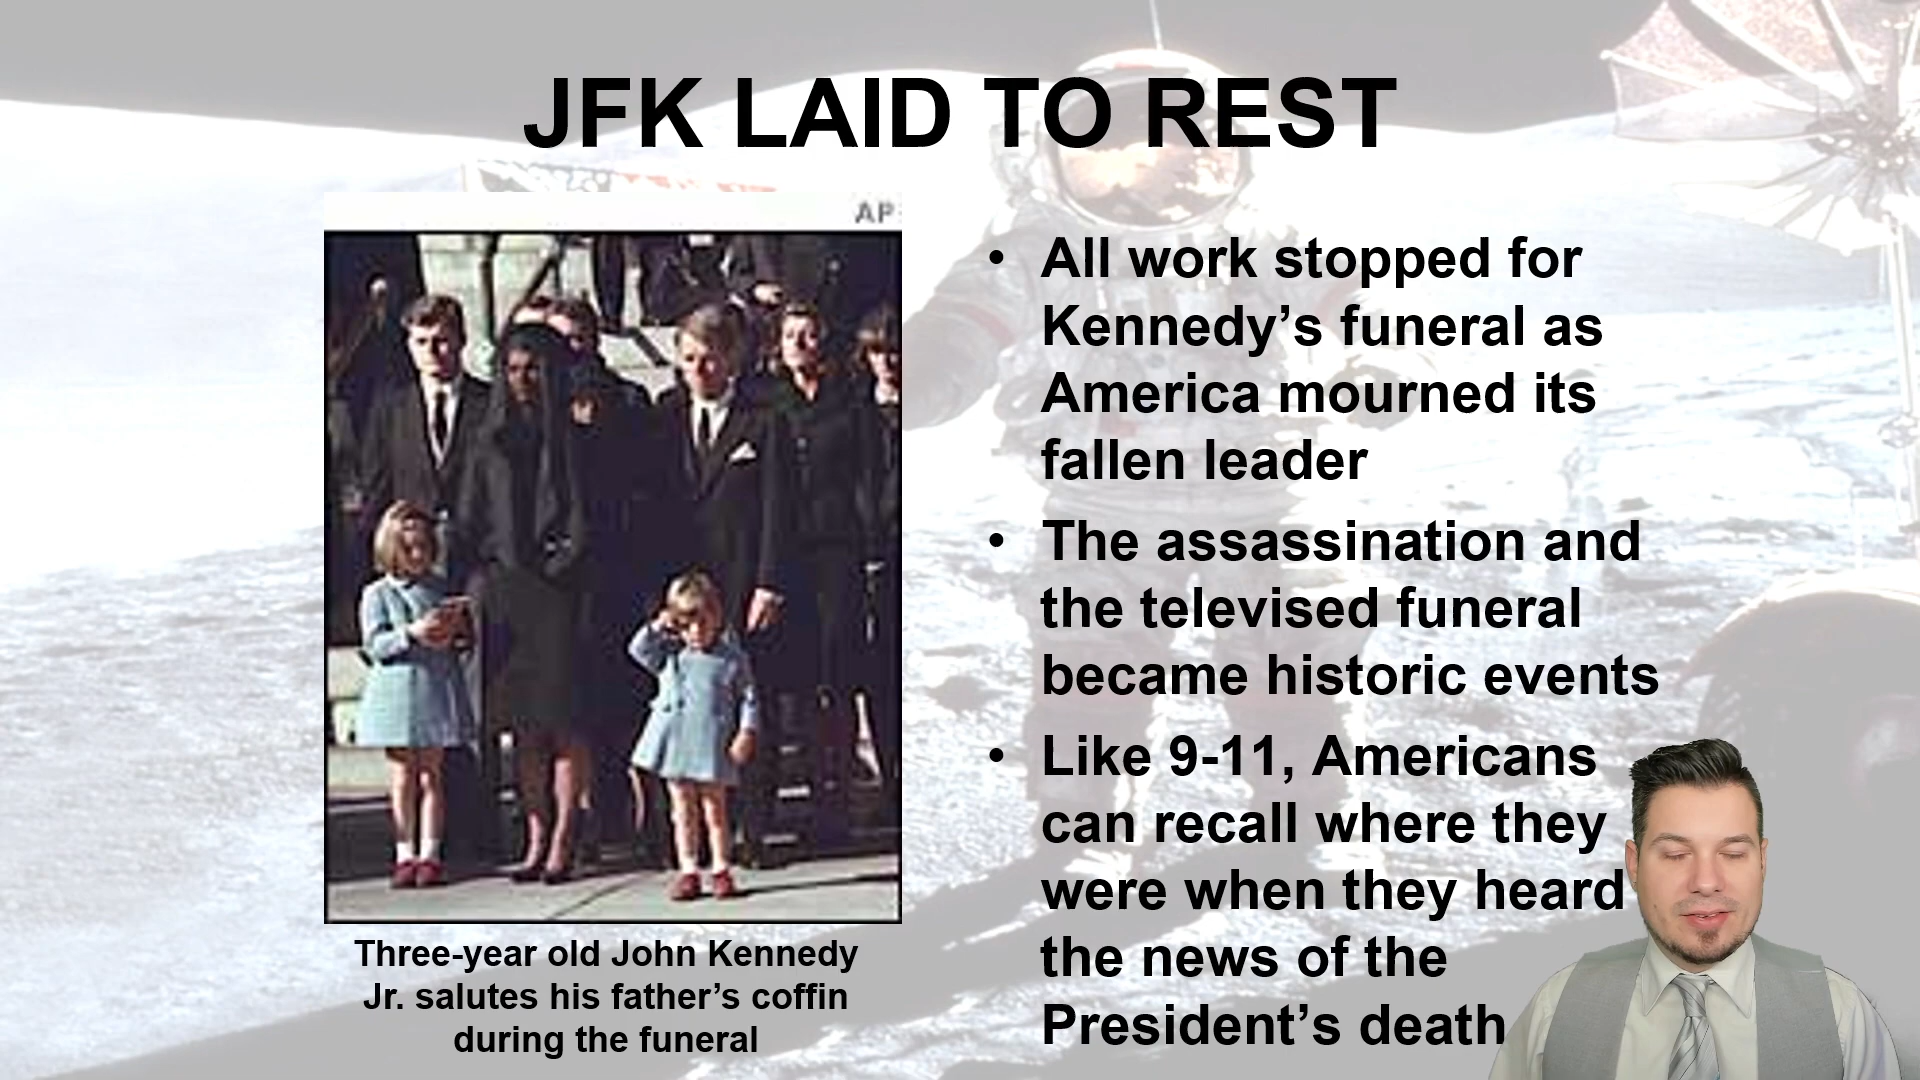 JFK LAID TO REST
AP
• All work stopped for
Kennedy’s funeral as
America mourned its
fallen leader
• The assassination and
the televised funeral
became historic events
• Like 9-11, Americans
can recall where they
were when they heard
the news of the
President’s death
Three-year old John Kennedy
Jr. salutes his father’s coffin
during the funeral